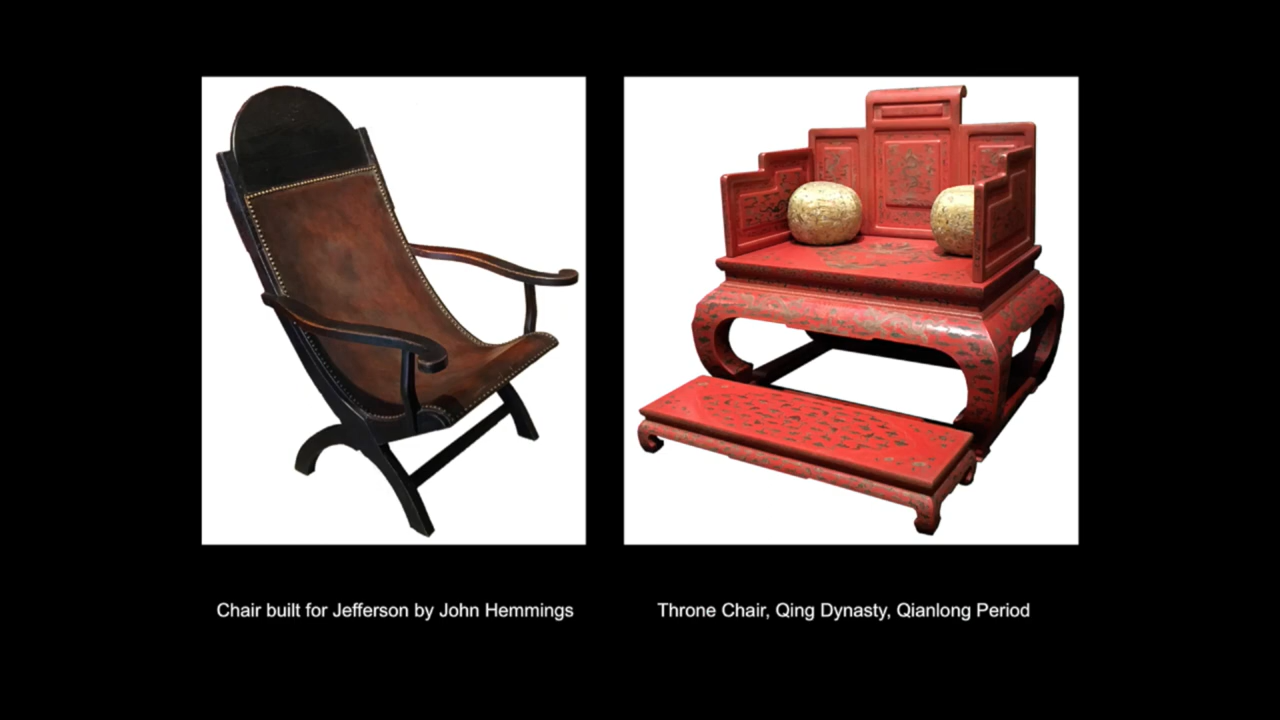 Chair built for Jefferson by John Hemmings
Throne Chair, Qing Dynasty, Qianlong Period